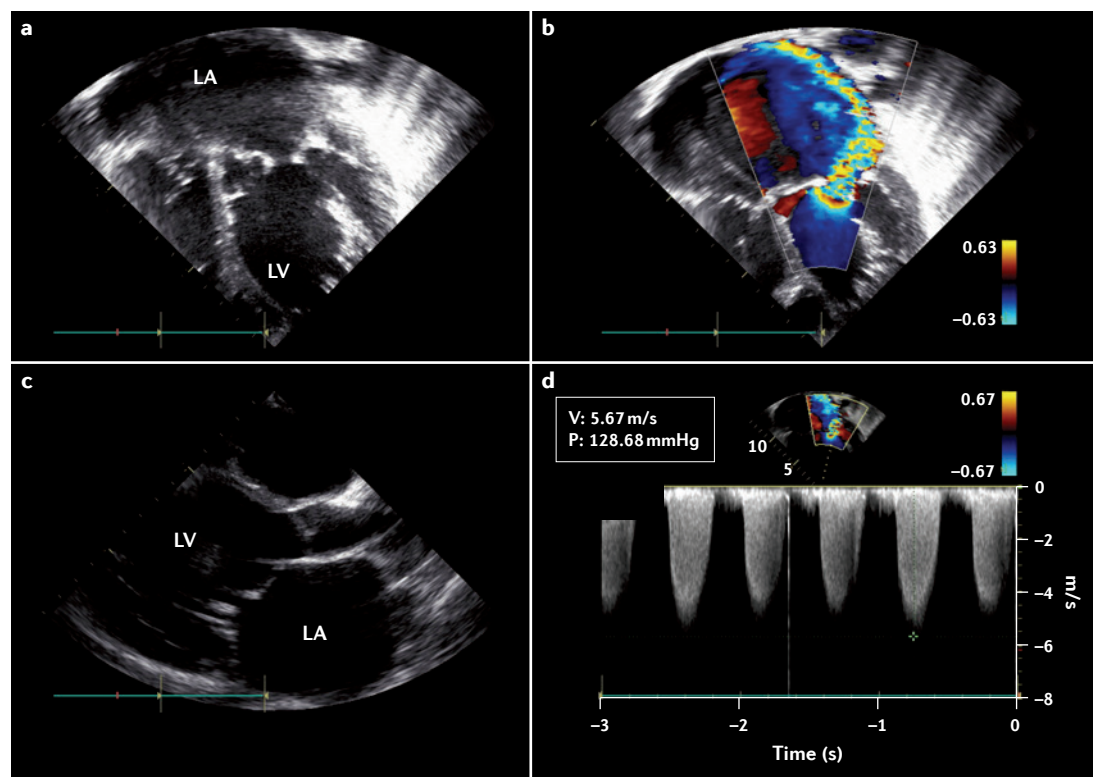 a
LA
LV
b
0.63
–0.63
c
LV
LA
d
V: 5.67 m/s
P: 128.68 mmHg
10
5
0.67
–0.67
0
–2
–4
–6
–8
m/s
–3
–2
–1
0
Time (s)